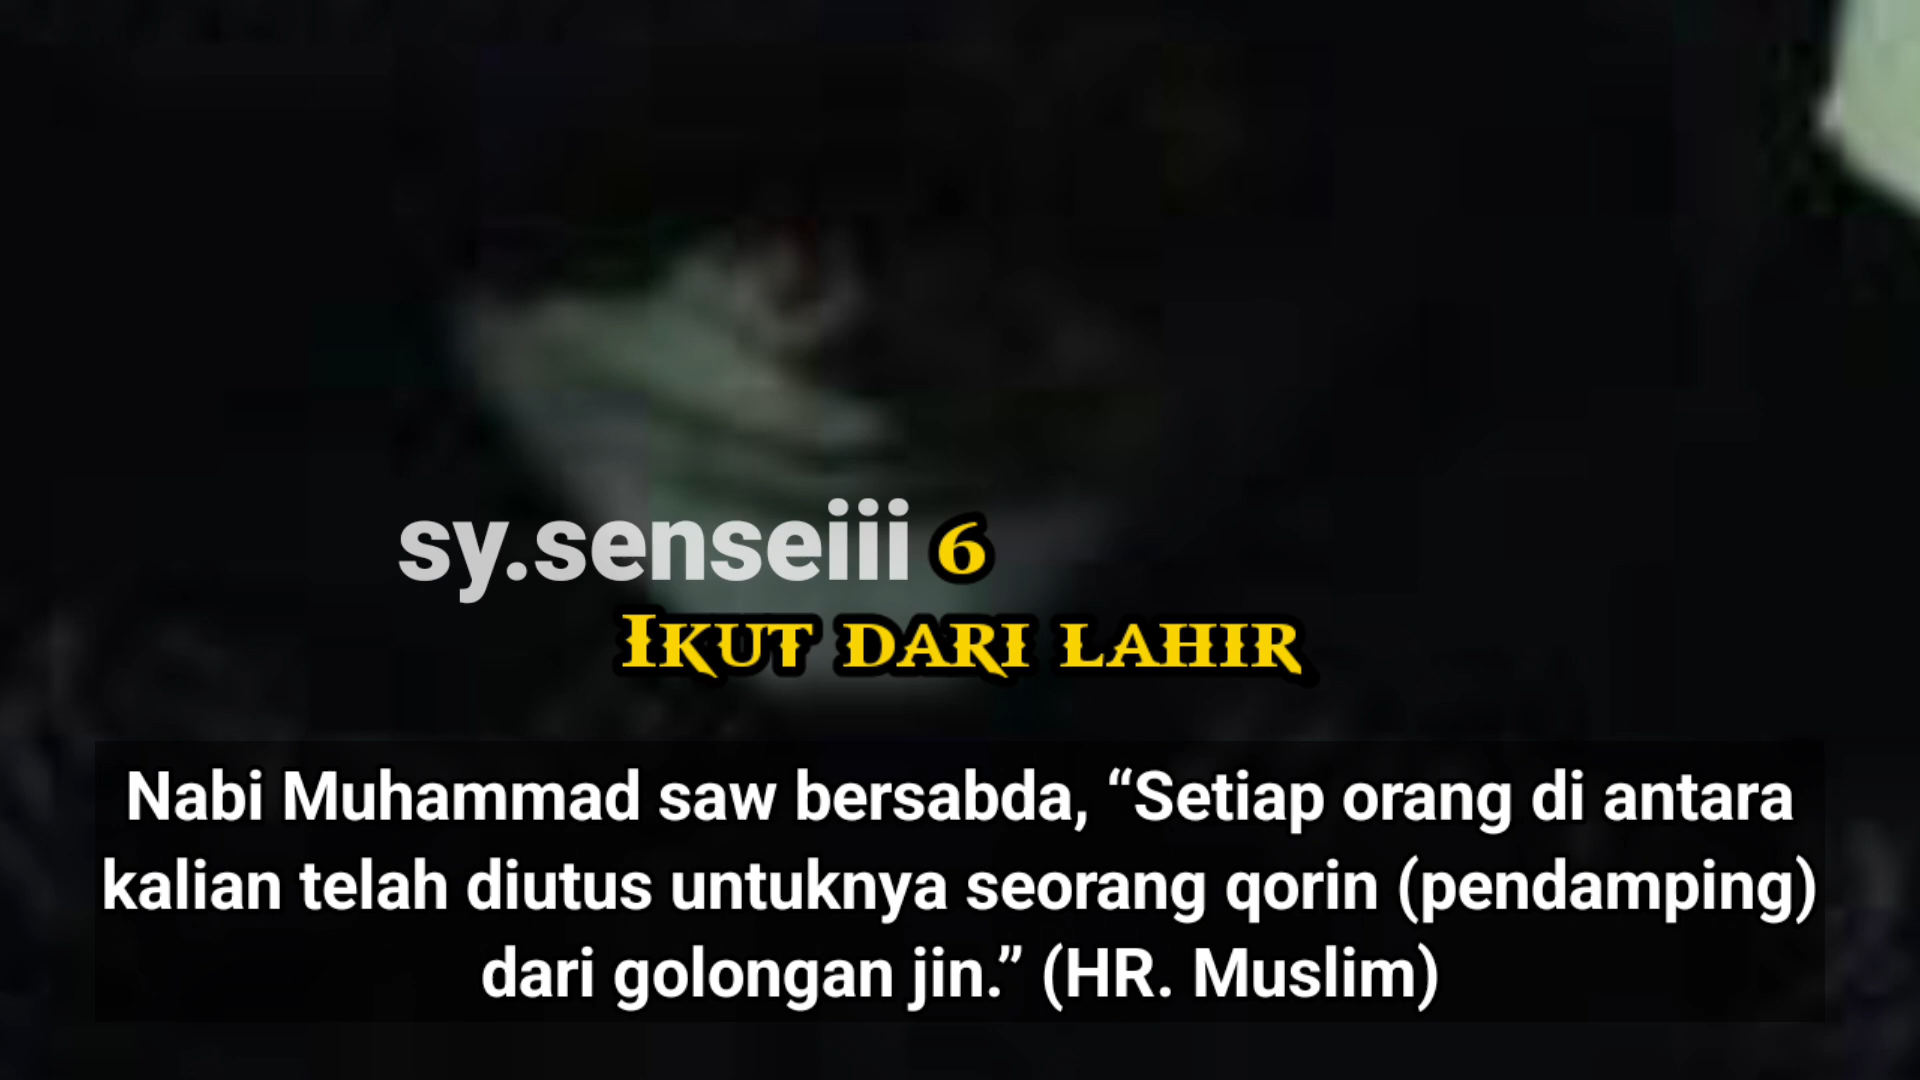 sy.senseiii 6
Ikut dari lahir
Nabi Muhammad saw bersabda, “Setiap orang di antara
kalian telah diutus untuknya seorang qorin (pendamping)
dari golongan jin.” (HR. Muslim)